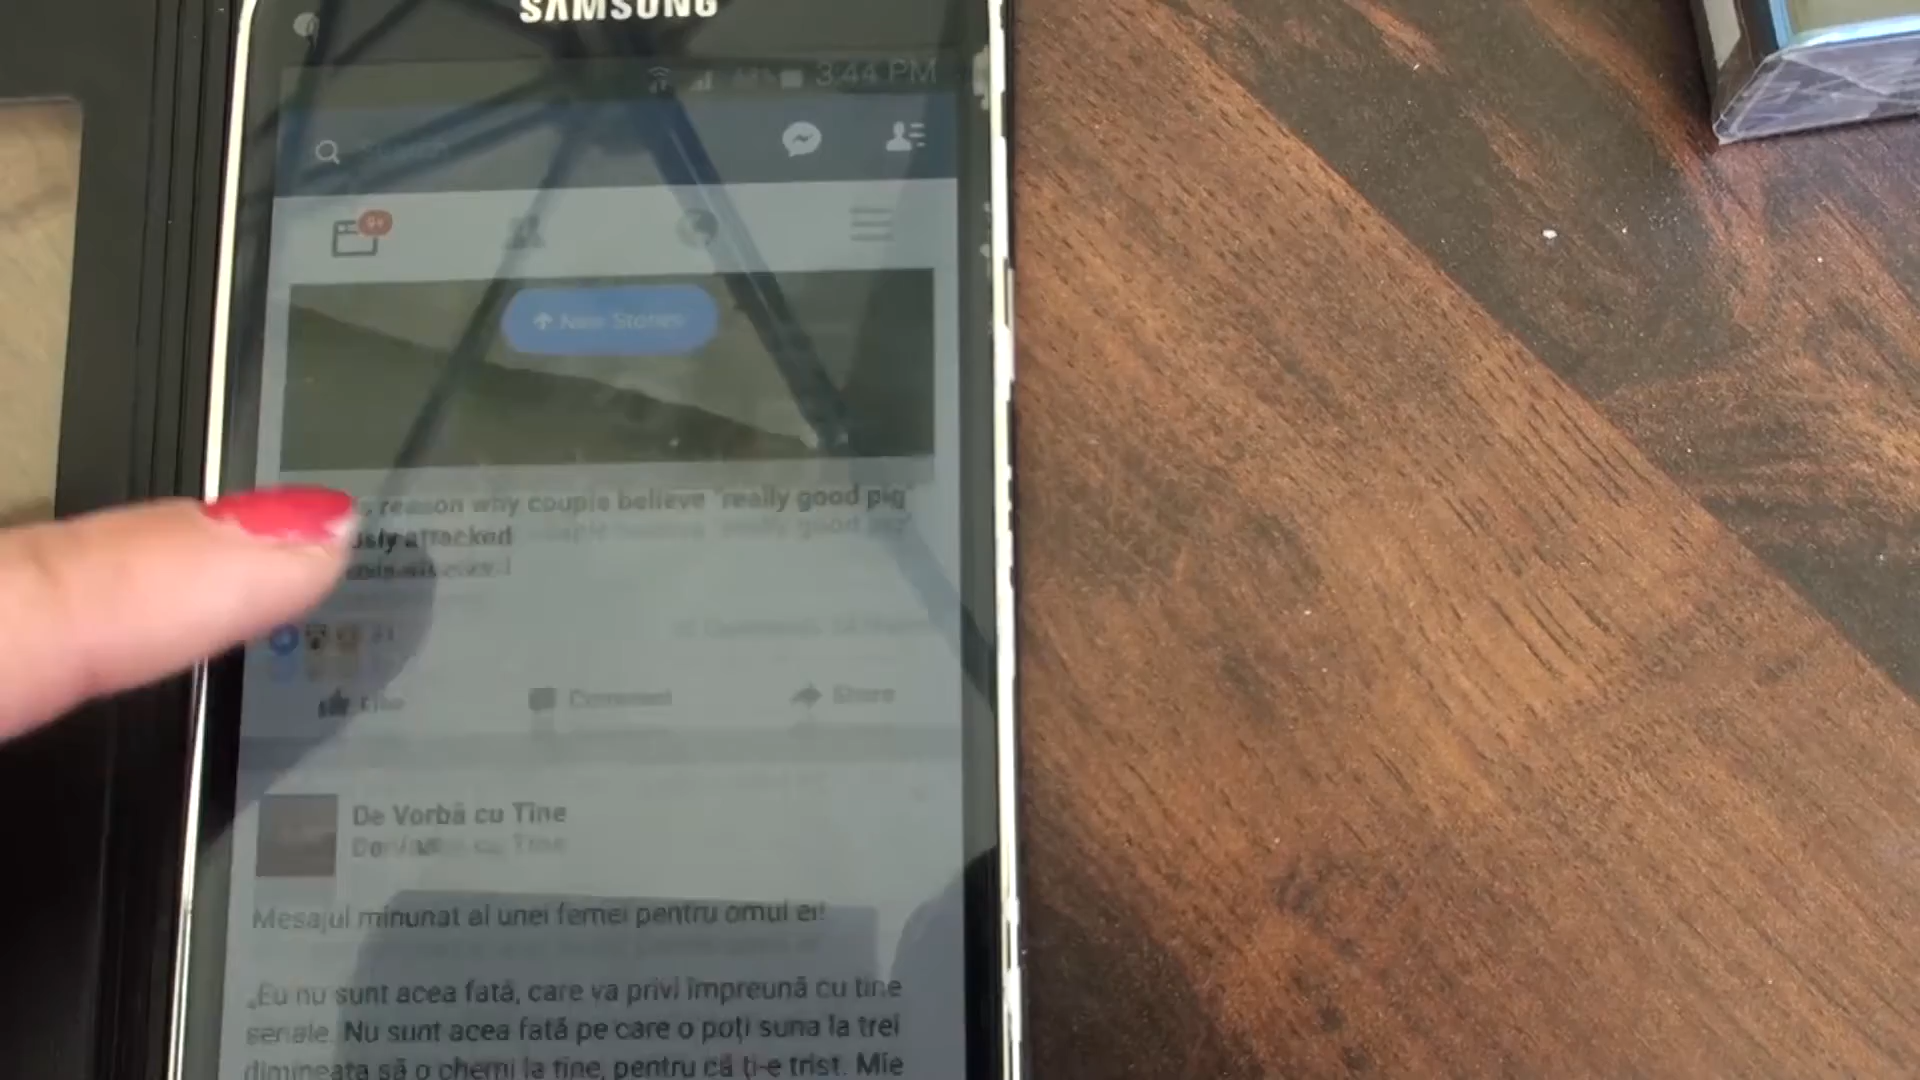 SAMSUNG
3:44 PM
9+
New Stories
reason why couple believe 'really good pig'
usly attacked
Like Comment Share
De Vorbă cu Tine
Mesajul minunat al unei femei pentru omul ei!
„Eu nu sunt acea fată, care va privi împreună cu tine
seriale. Nu sunt acea fată pe care o poți suna la trei
dimineața să o chemi la tine, pentru că ți-e trist. Mie